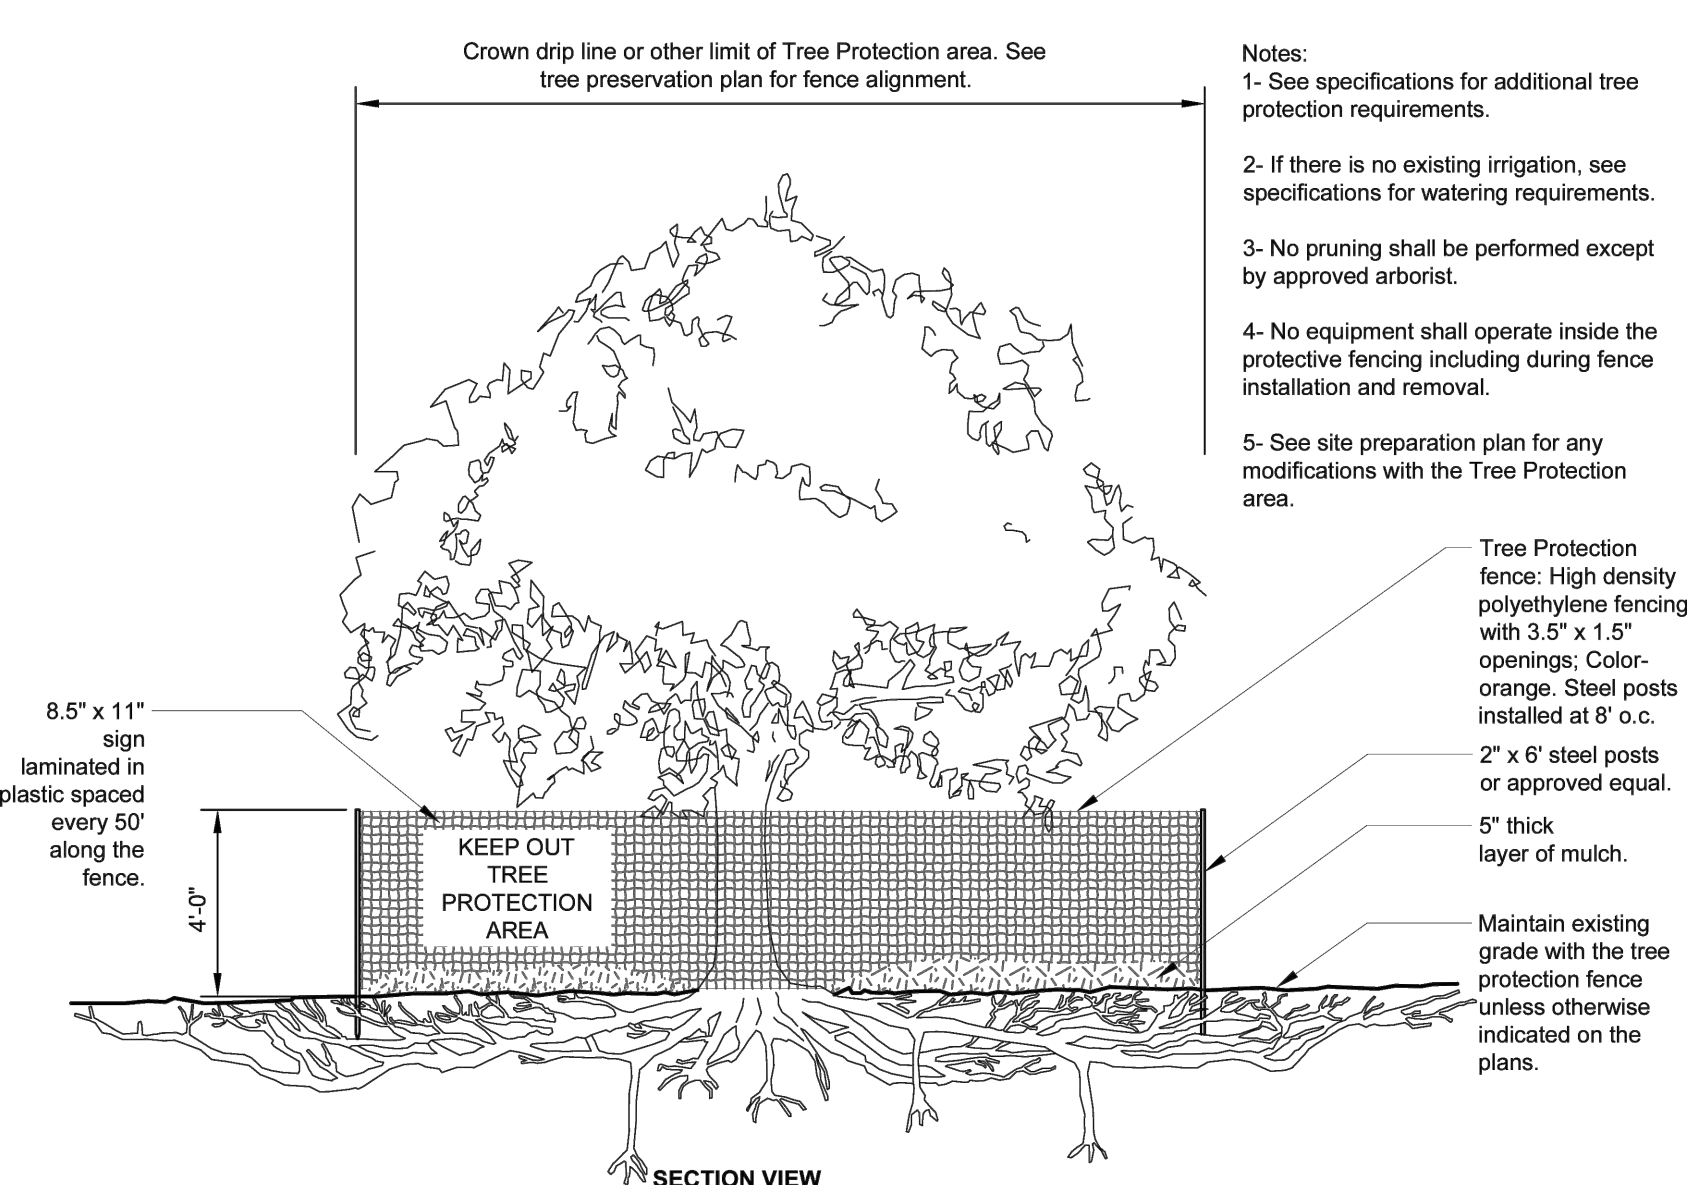 Crown drip line or other limit of Tree Protection area. See
tree preservation plan for fence alignment.
Notes:
1- See specifications for additional tree
protection requirements.
2- If there is no existing irrigation, see
specifications for watering requirements.
3- No pruning shall be performed except
by approved arborist.
4- No equipment shall operate inside the
protective fencing including during fence
installation and removal.
5- See site preparation plan for any
modifications with the Tree Protection
area.
Tree Protection
fence: High density
polyethylene fencing
with 3.5" x 1.5"
openings; Color-
orange. Steel posts
installed at 8' o.c.
2" x 6' steel posts
or approved equal.
5" thick
layer of mulch.
Maintain existing
grade with the tree
protection fence
unless otherwise
indicated on the
plans.
8.5" x 11"
sign
laminated in
plastic spaced
every 50'
along the
fence.
4'-0"
KEEP OUT
TREE
PROTECTION
AREA
SECTION VIEW